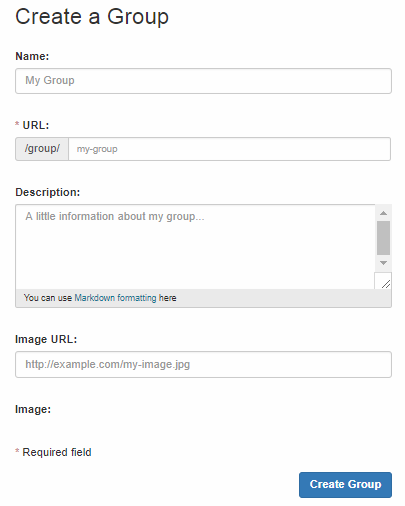 Create a Group
Name:
My Group
* URL:
/group/ my-group
Description:
A little information about my group...
You can use Markdown formatting here
Image URL:
http://example.com/my-image.jpg
Image:
* Required field
Create Group